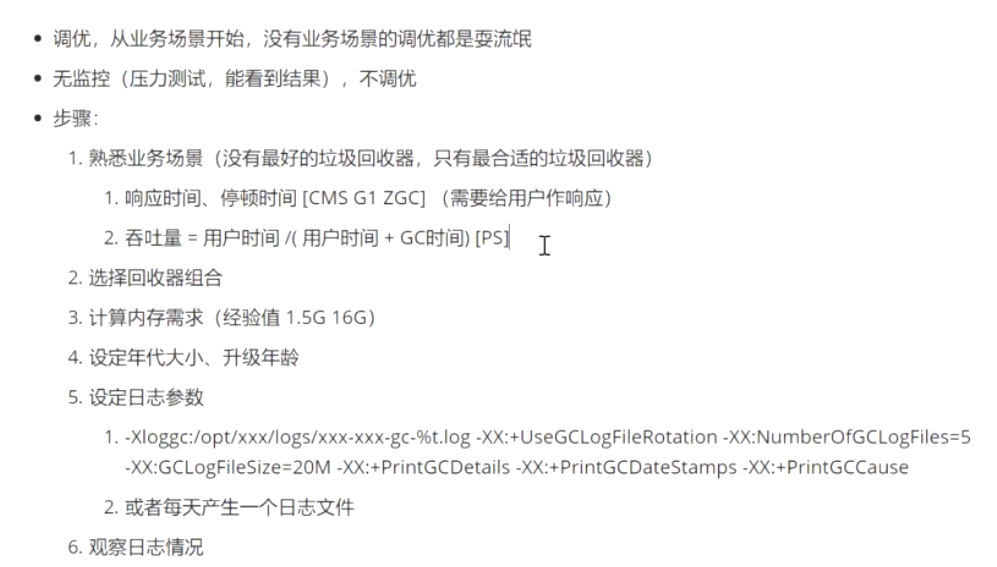 • 调优，从业务场景开始，没有业务场景的调优都是耍流氓
• 无监控（压力测试，能看到结果），不调优
• 步骤：
1. 熟悉业务场景（没有最好的垃圾回收器，只有最合适的垃圾回收器）
1. 响应时间、停顿时间 [CMS G1 ZGC] （需要给用户作响应）
2. 吞吐量 = 用户时间 /( 用户时间 + GC时间) [PS]
2. 选择回收器组合
3. 计算内存需求（经验值 1.5G 16G）
4. 设定年代大小、升级年龄
5. 设定日志参数
1. -Xloggc:/opt/xxx/logs/xxx-xxx-gc-%t.log -XX:+UseGCLogFileRotation -XX:NumberOfGCLogFiles=5
-XX:GCLogFileSize=20M -XX:+PrintGCDetails -XX:+PrintGCDateStamps -XX:+PrintGCCause
2. 或者每天产生一个日志文件
6. 观察日志情况